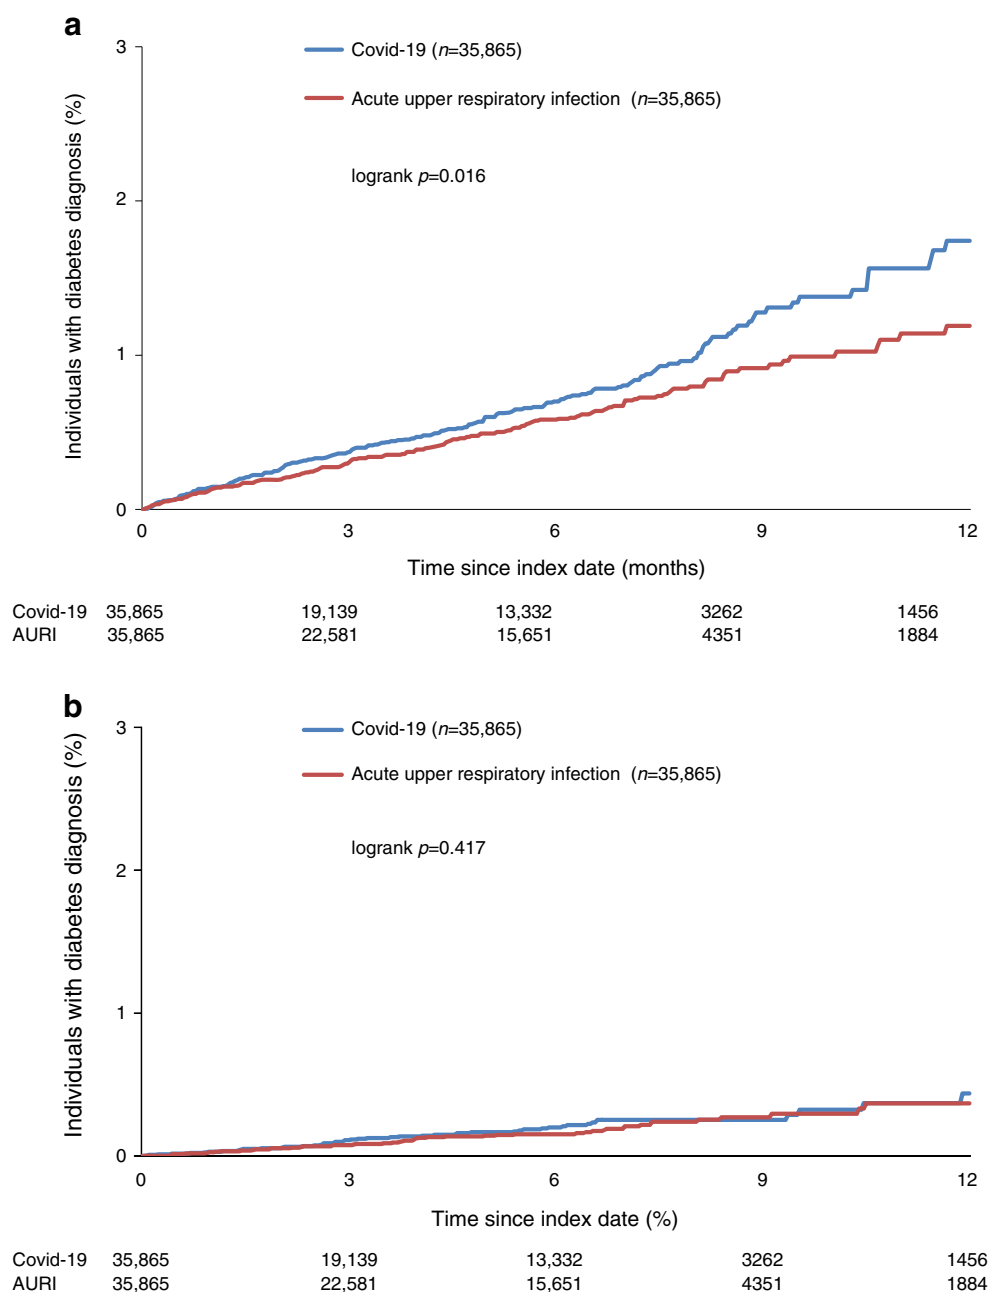 a
Individuals with diabetes diagnosis (%)
3
2
1
0
Covid-19 (n=35,865)
Acute upper respiratory infection (n=35,865)
logrank p=0.016
0 3 6 9 12
Time since index date (months)
Covid-19 35,865 19,139 13,332 3262 1456
AURI 35,865 22,581 15,651 4351 1884
b
Individuals with diabetes diagnosis (%)
3
2
1
0
Covid-19 (n=35,865)
Acute upper respiratory infection (n=35,865)
logrank p=0.417
0 3 6 9 12
Time since index date (%)
Covid-19 35,865 19,139 13,332 3262 1456
AURI 35,865 22,581 15,651 4351 1884